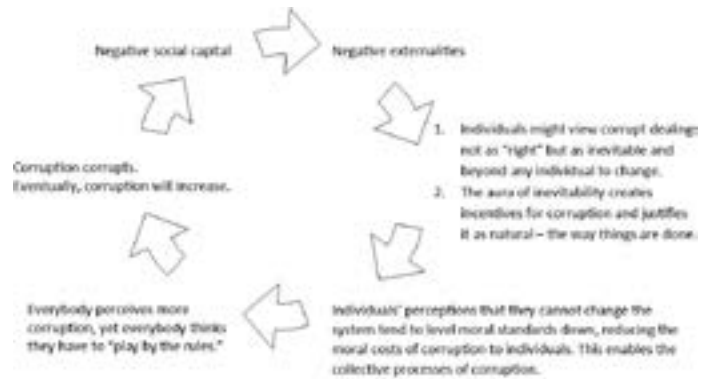 Negative social capital
Negative externalities
1. Individuals might view corrupt dealings
not as "right" but as inevitable and
beyond any individual to change.
2. The aura of inevitability creates
incentives for corruption and justifies
it as natural – the way things are done.
Individuals' perceptions that they cannot change the
system tend to level moral standards down, reducing the
moral costs of corruption to individuals. This enables the
collective processes of corruption.
Everybody perceives more
corruption, yet everybody thinks
they have to "play by the rules."
Corruption corrupts.
Eventually, corruption will increase.